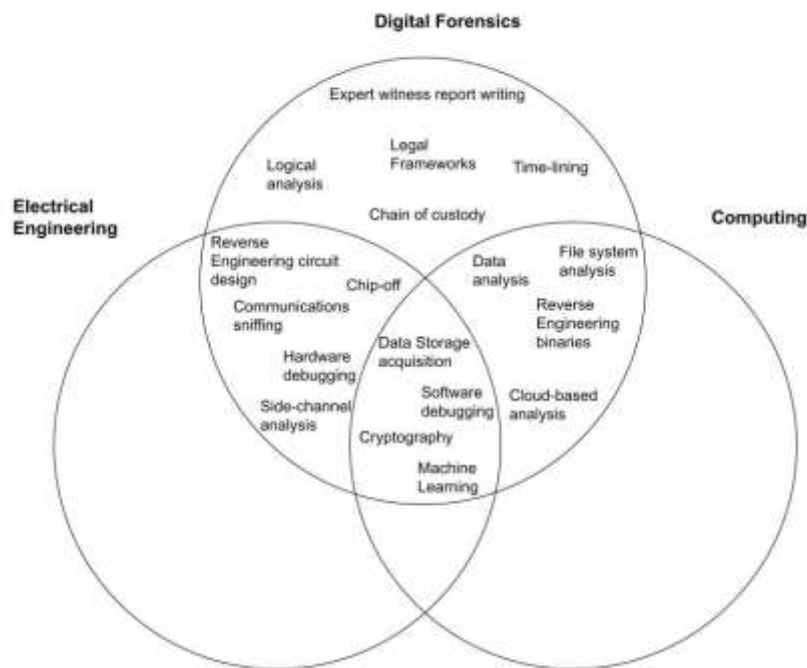 Digital Forensics
Expert witness report writing
Legal
Frameworks
Logical
analysis
Time-lining
Electrical
Engineering
Chain of custody
Computing
Reverse
Engineering circuit
design
Chip-off
Data
analysis
File system
analysis
Communications
sniffing
Reverse
Engineering
binaries
Hardware
debugging
Data Storage
acquisition
Side-channel
analysis
Software
debugging
Cloud-based
analysis
Cryptography
Machine
Learning